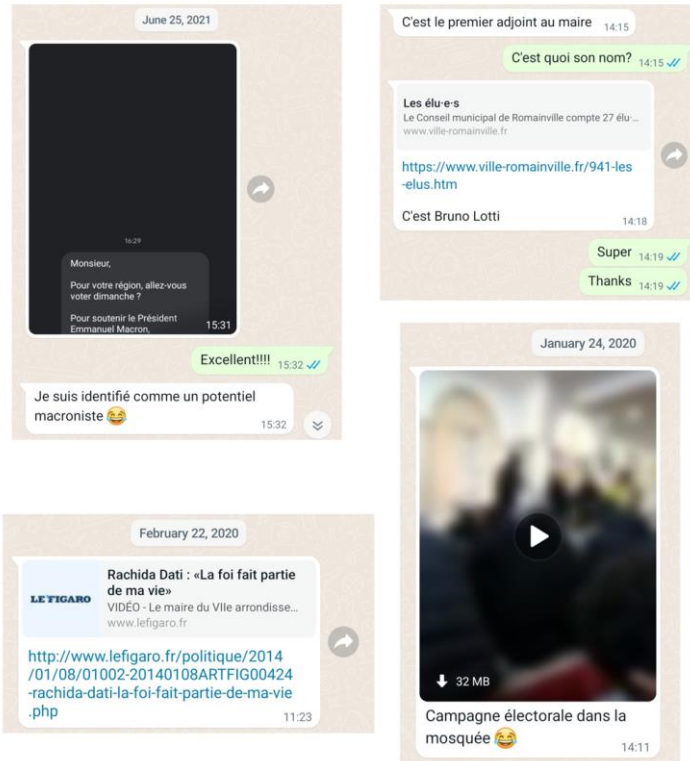 June 25, 2021
16:29
Monsieur,
Pour votre région, allez-vous
voter dimanche ?
Pour soutenir le Président
Emmanuel Macron,
15:31
Excellent!!!! 15:32
Je suis identifié comme un potentiel
macroniste 😂
15:32
C'est le premier adjoint au maire 14:15
C'est quoi son nom? 14:15
Les élu·e·s
Le Conseil municipal de Romainville compte 27 élu·...
www.ville-romainville.fr
https://www.ville-romainville.fr/941-les
-elus.htm
C'est Bruno Lotti
14:18
Super 14:19
Thanks 14:19
February 22, 2020
LE FIGARO
Rachida Dati : «La foi fait partie
de ma vie»
VIDÉO - Le maire du VIIe arrondisse...
www.lefigaro.fr
http://www.lefigaro.fr/politique/2014
/01/08/01002-20140108ARTFIG00424
-rachida-dati-la-foi-fait-partie-de-ma-vie
.php
11:23
January 24, 2020
32 MB
Campagne électorale dans la
mosquée 😂
14:11